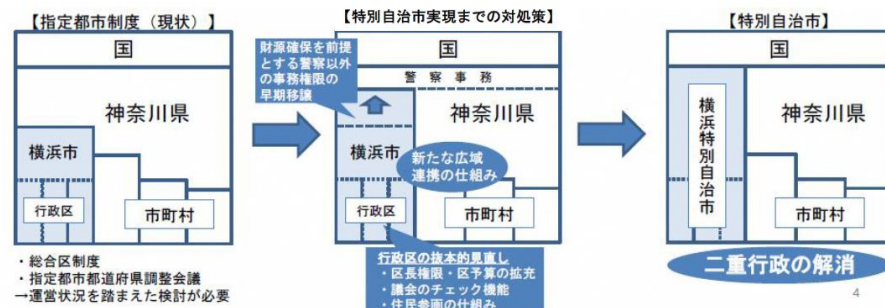 【指定都市制度（現状）】
国
神奈川県
横浜市
行政区
市町村
・総合区制度
・指定都市都道府県調整会議
→運営状況を踏まえた検討が必要
【特別自治市実現までの対処策】
財源確保を前提
とする警察以外
の事務権限の
早期移譲
国
警察事務
神奈川県
横浜市
新たな広域
連携の仕組み
行政区
市町村
行政区の抜本的見直し
・区長権限・区予算の拡充
・議会のチェック機能
・住民参画の仕組み
【特別自治市】
国
横浜特別自治市
神奈川県
市町村
二重行政の解消
4